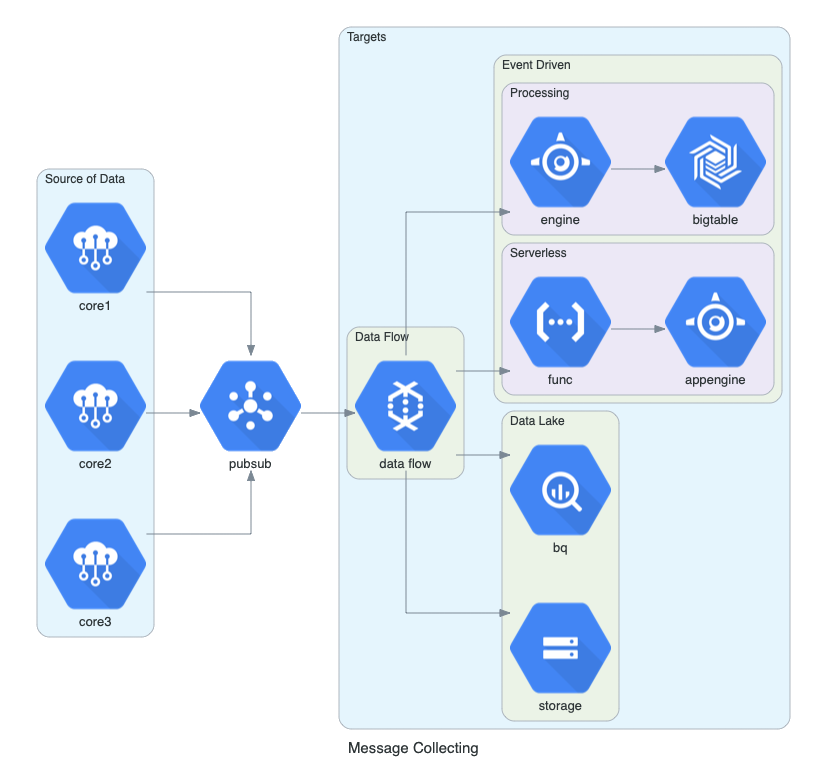 Targets
Event Driven
Processing
engine
bigtable
Source of Data
core1
Serverless
func
appengine
Data Flow
core2
pubsub
data flow
Data Lake
bq
core3
storage
Message Collecting